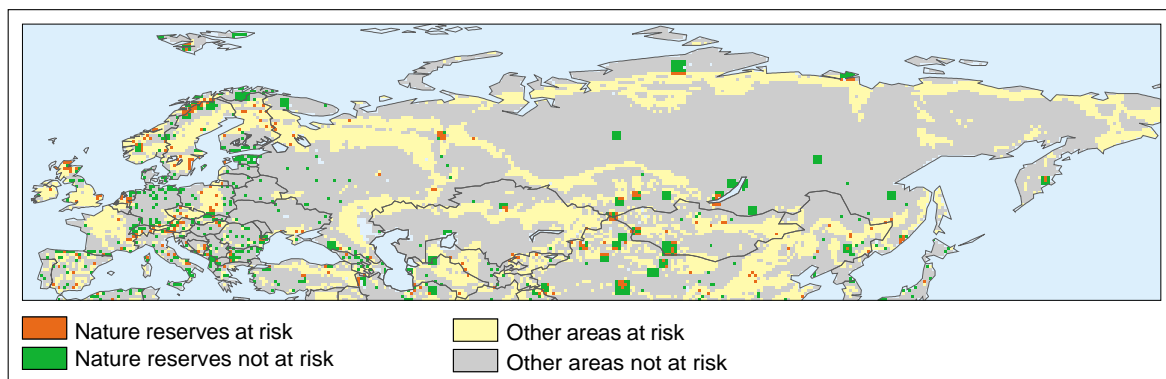 Nature reserves at risk
Nature reserves not at risk
Other areas at risk
Other areas not at risk